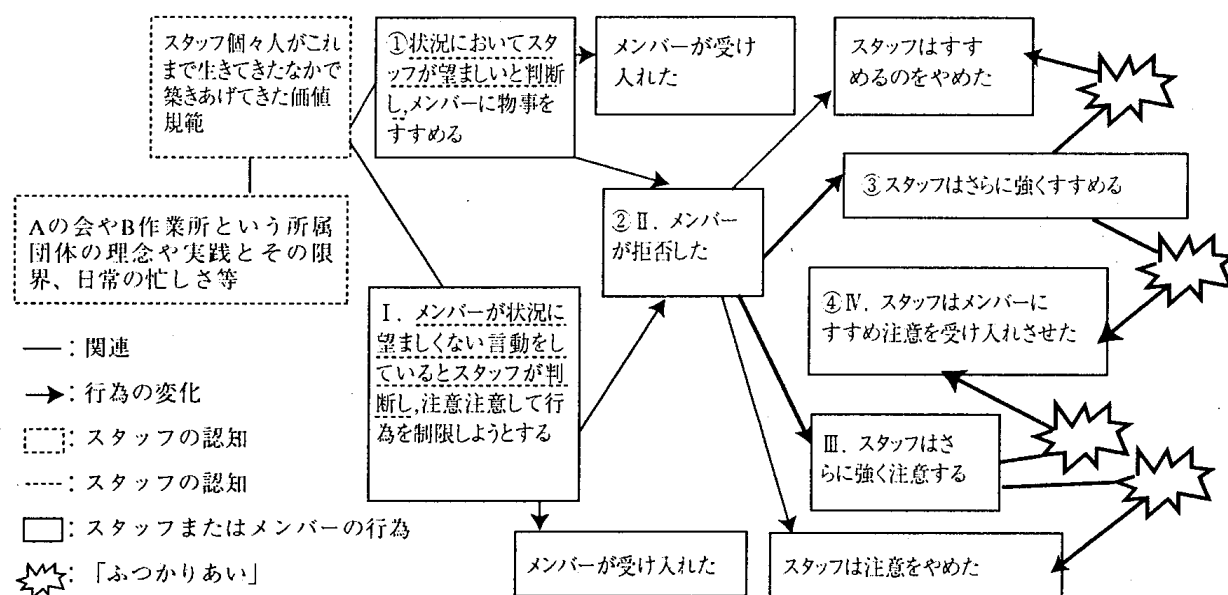 スタッフ個々人がこれ
まで生きてきたなかで
築きあげてきた価値
規範
①状況においてスタ
ッフが望ましいと判断
し,メンバーに物事を
すすめる
メンバーが受け
入れた
スタッフはすす
めるのをやめた
③スタッフはさらに強くすすめる
②Ⅱ. メンバー
が拒否した
Aの会やB作業所という所属
団体の理念や実践とその限
界、日常の忙しさ等
④Ⅳ. スタッフはメンバーに
すすめ注意を受け入れさせた
Ⅰ. メンバーが状況に
望ましくない言動をし
ているとスタッフが判
断し,注意注意して行
為を制限しようとする
Ⅲ. スタッフはさ
らに強く注意する
メンバーが受け入れた
スタッフは注意をやめた
: 関連
: 行為の変化
: スタッフの認知
: スタッフの認知
: スタッフまたはメンバーの行為
: 「ふつかりあい」